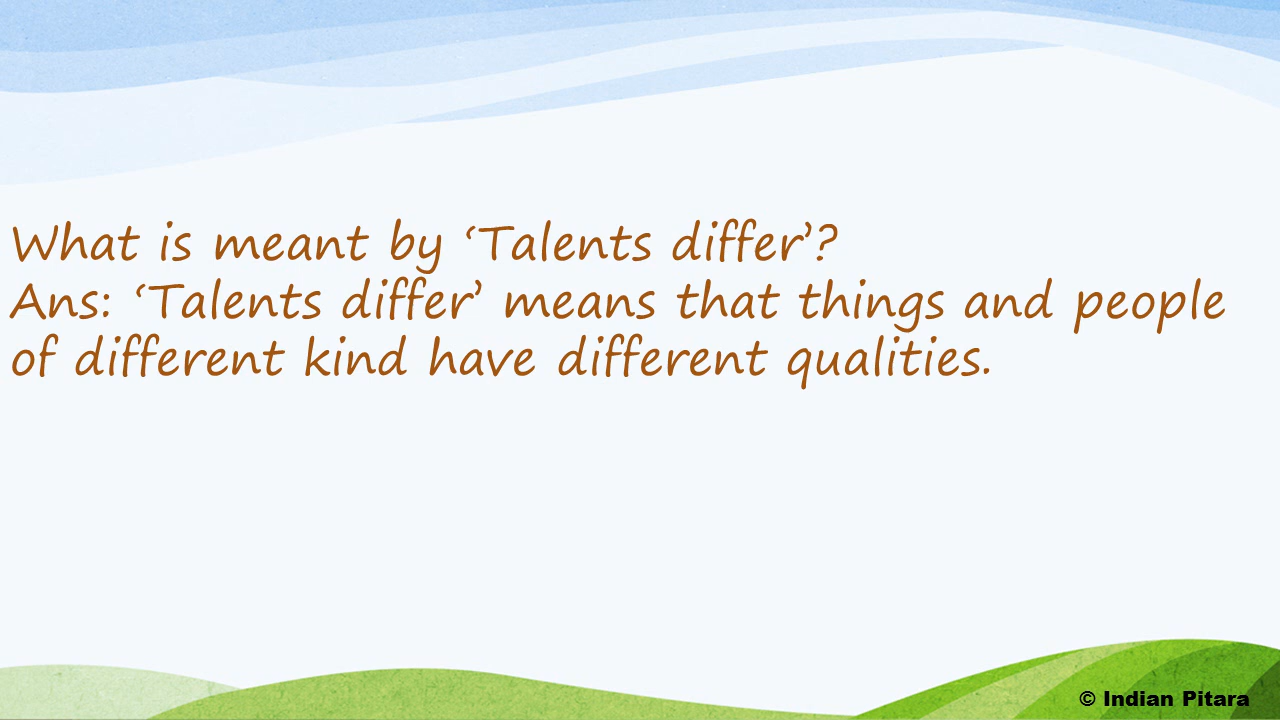 What is meant by ‘Talents differ’?
Ans: ‘Talents differ’ means that things and people
of different kind have different qualities.
© Indian Pitara